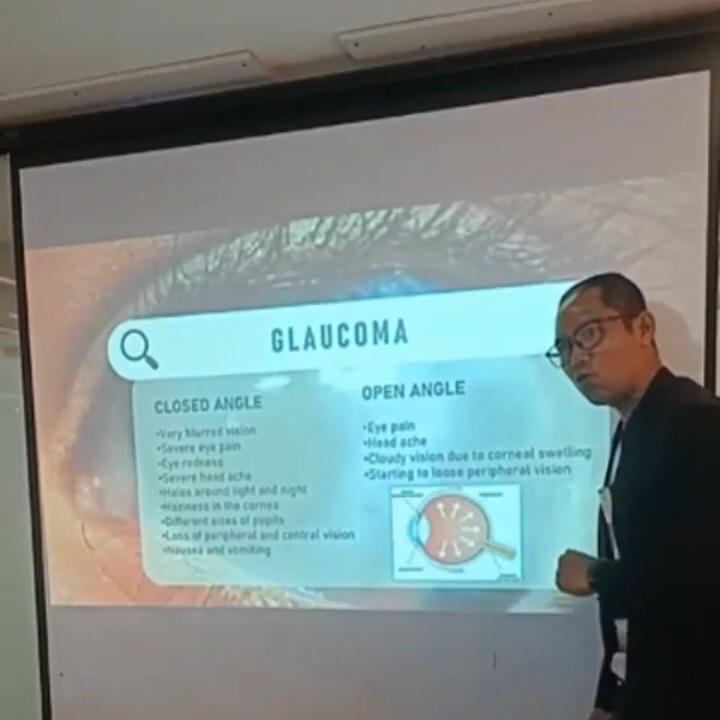 GLAUCOMA
CLOSED ANGLE
•Very blurred vision
•Severe eye pain
•Eye redness
•Severe head ache
•Halos around light and night
•Haziness in the cornea
•Different sizes of pupils
•Loss of peripheral and central vision
•Nausea and vomiting
OPEN ANGLE
•Eye pain
•Head ache
•Cloudy vision due to corneal swelling
•Starting to loose peripheral vision